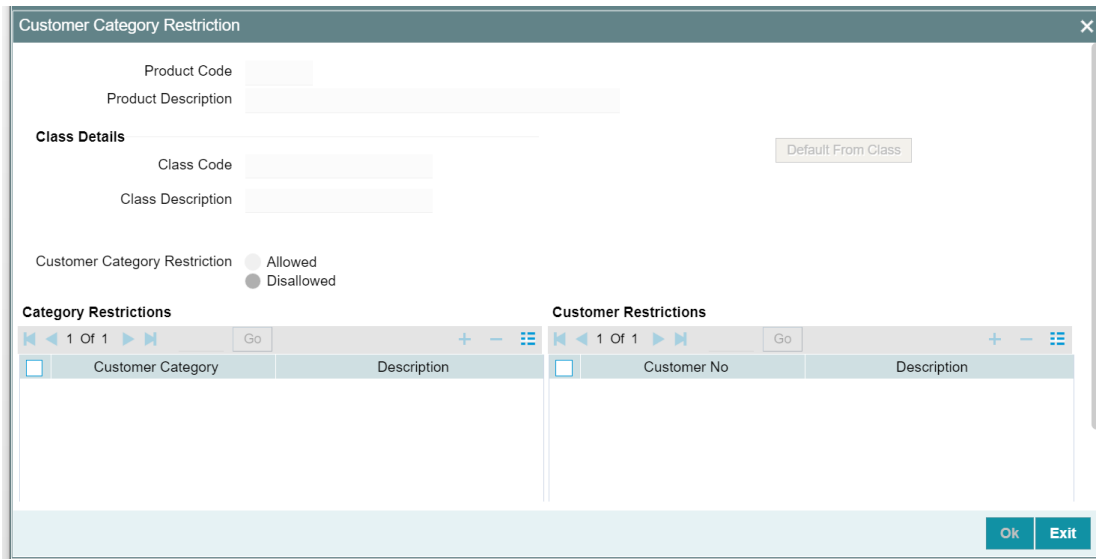 Customer Category Restriction
Product Code
Product Description
Class Details
Default From Class
Class Code
Class Description
Customer Category Restriction Allowed
Disallowed
Category Restrictions Customer Restrictions
1 Of 1 Go 1 Of 1 Go
Customer Category Description Customer No Description
Ok Exit